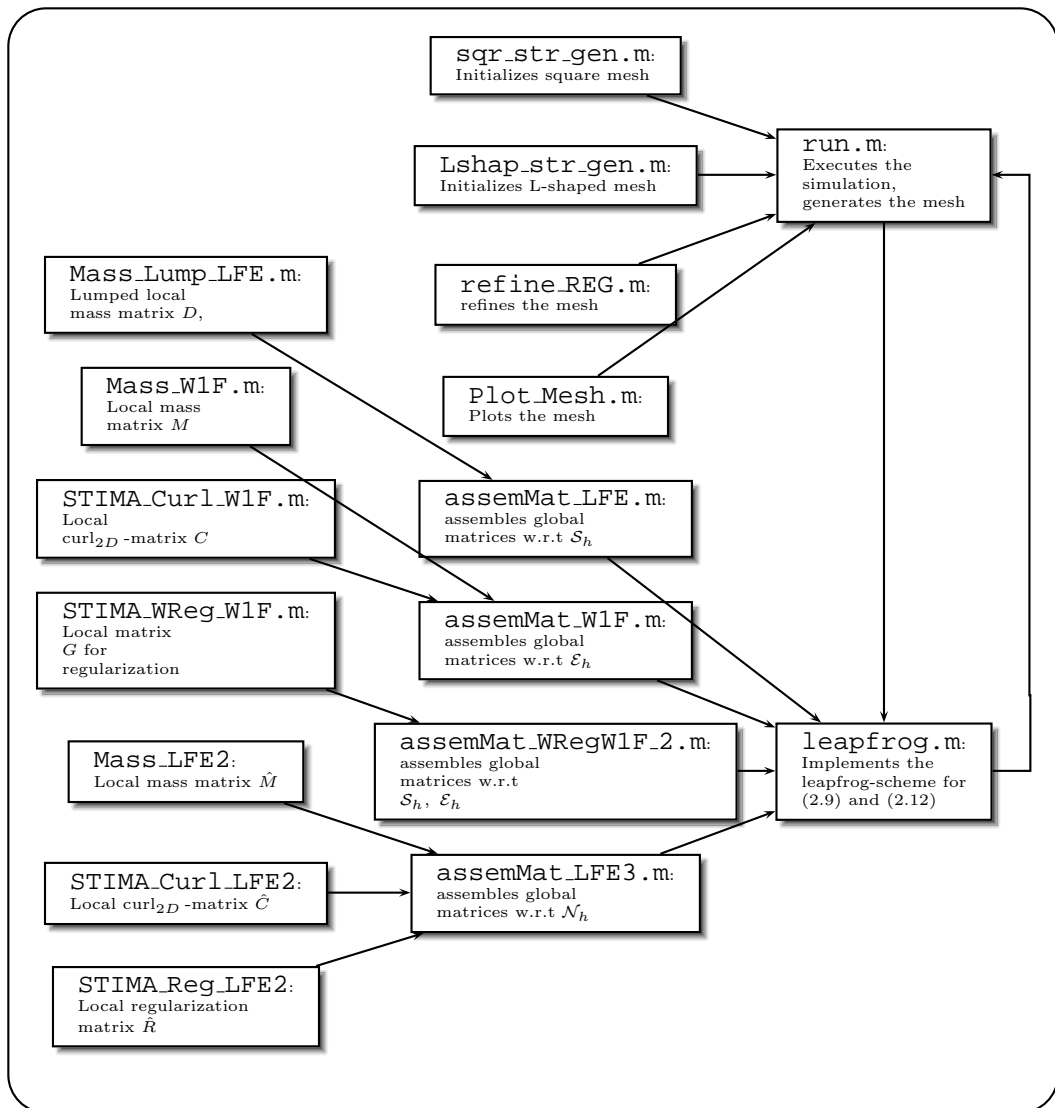 sqr_str_gen.m:
Initializes square mesh
run.m:
Executes the
simulation,
generates the mesh
Lshap_str_gen.m:
Initializes L-shaped mesh
Mass_Lump_LFE.m:
Lumped local
mass matrix D,
refine_REG.m:
refines the mesh
Mass_W1F.m:
Local mass
matrix M
Plot_Mesh.m:
Plots the mesh
STIMA_Curl_W1F.m:
Local
curl₂D -matrix C
assemMat_LFE.m:
assembles global
matrices w.r.t 𝒮ₕ
STIMA_WReg_W1F.m:
Local matrix
G for
regularization
assemMat_W1F.m:
assembles global
matrices w.r.t ℰₕ
assemMat_WRegW1F_2.m:
assembles global
matrices w.r.t
𝒮ₕ, ℰₕ
leapfrog.m:
Implements the
leapfrog-scheme for
(2.9) and (2.12)
Mass_LFE2:
Local mass matrix M̂
STIMA_Curl_LFE2:
Local curl₂D -matrix Ĉ
assemMat_LFE3.m:
assembles global
matrices w.r.t 𝒩ₕ
STIMA_Reg_LFE2:
Local regularization
matrix R̂